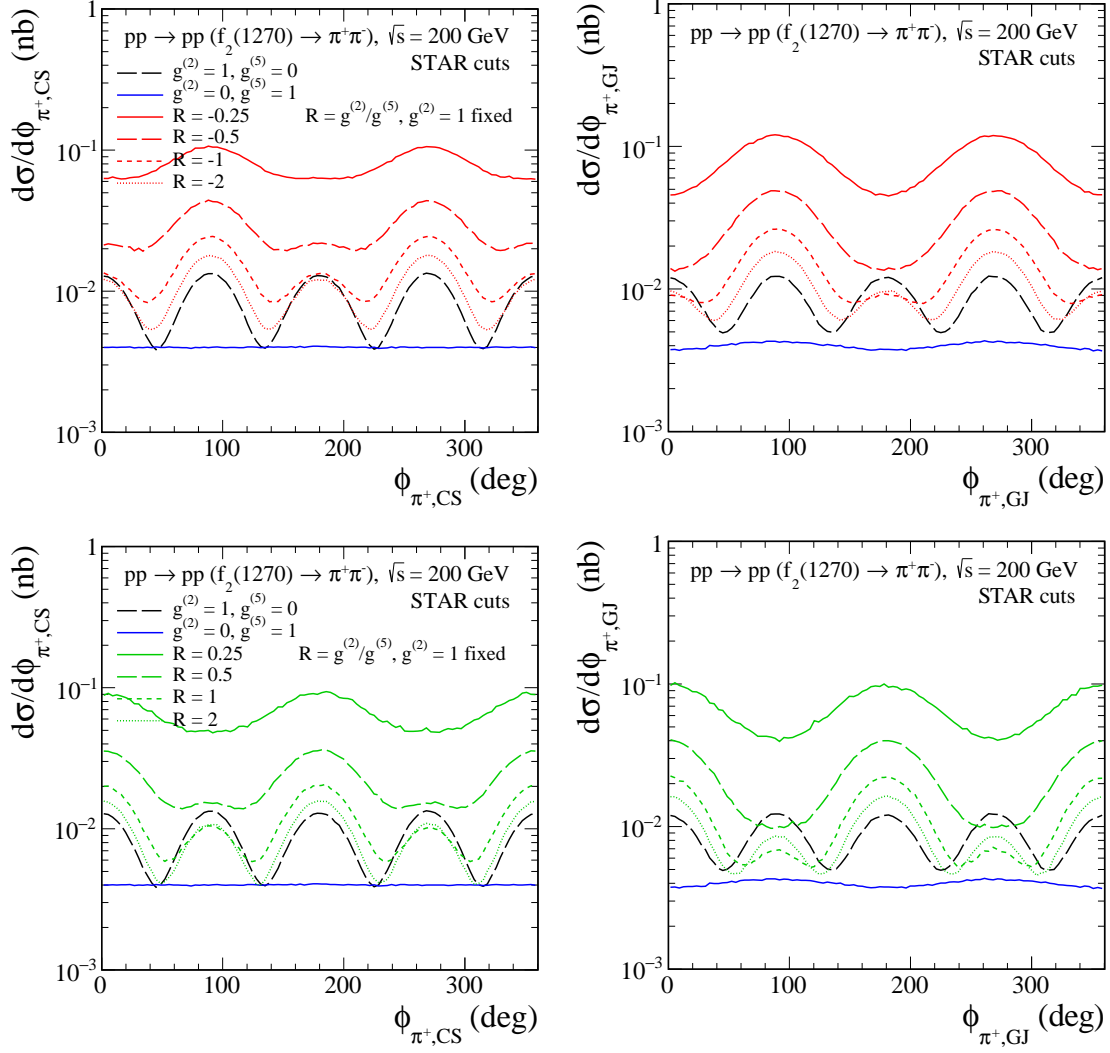 dσ/dϕπ⁺,CS (nb)
pp → pp (f₂(1270) → π⁺π⁻), √s = 200 GeV
STAR cuts
g⁽²⁾ = 1, g⁽⁵⁾ = 0
g⁽²⁾ = 0, g⁽⁵⁾ = 1
R = -0.25 R = g⁽²⁾/g⁽⁵⁾, g⁽²⁾ = 1 fixed
R = -0.5
R = -1
R = -2
1
10⁻¹
10⁻²
10⁻³
0 100 200 300
ϕπ⁺,CS (deg)
dσ/dϕπ⁺,GJ (nb)
pp → pp (f₂(1270) → π⁺π⁻), √s = 200 GeV
STAR cuts
1
10⁻¹
10⁻²
10⁻³
0 100 200 300
ϕπ⁺,GJ (deg)
dσ/dϕπ⁺,CS (nb)
pp → pp (f₂(1270) → π⁺π⁻), √s = 200 GeV
STAR cuts
g⁽²⁾ = 1, g⁽⁵⁾ = 0
g⁽²⁾ = 0, g⁽⁵⁾ = 1
R = 0.25 R = g⁽²⁾/g⁽⁵⁾, g⁽²⁾ = 1 fixed
R = 0.5
R = 1
R = 2
1
10⁻¹
10⁻²
10⁻³
0 100 200 300
ϕπ⁺,CS (deg)
dσ/dϕπ⁺,GJ (nb)
pp → pp (f₂(1270) → π⁺π⁻), √s = 200 GeV
STAR cuts
1
10⁻¹
10⁻²
10⁻³
0 100 200 300
ϕπ⁺,GJ (deg)